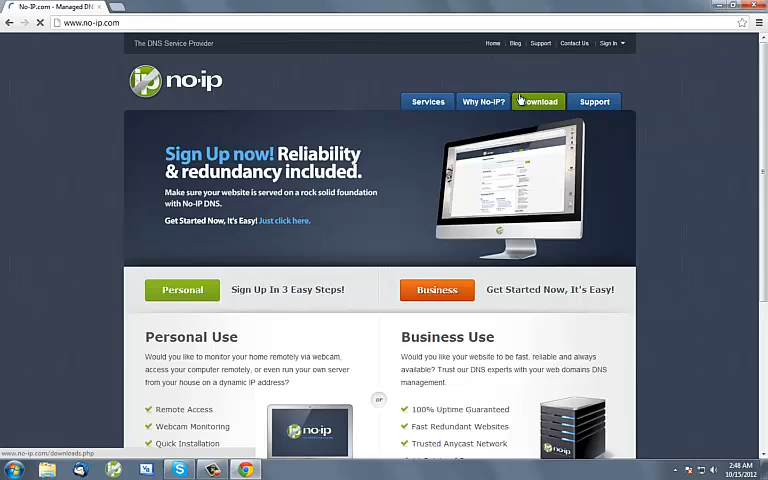 No-IP.com - Managed DN
www.no-ip.com
The DNS Service Provider
Home Blog Support Contact Us Sign In
no-ip
Services Why No-IP? Download Support
Sign Up now! Reliability
& redundancy included.
Make sure your website is served on a rock solid foundation
with No-IP DNS.
Get Started Now, It's Easy! Just click here.
Personal Sign Up In 3 Easy Steps!
Business Get Started Now, It's Easy!
Personal Use
Would you like to monitor your home remotely via webcam,
access your computer remotely, or even run your own server
from your house on a dynamic IP address?
Remote Access
Webcam Monitoring
Quick Installation
no-ip
or
Business Use
Would you like your website to be fast, reliable and always
available? Trust our DNS experts with your web domains DNS
management.
100% Uptime Guaranteed
Fast Redundant Websites
Trusted Anycast Network
no-ip
www.no-ip.com/downloads.php
2:48 AM
10/15/2012